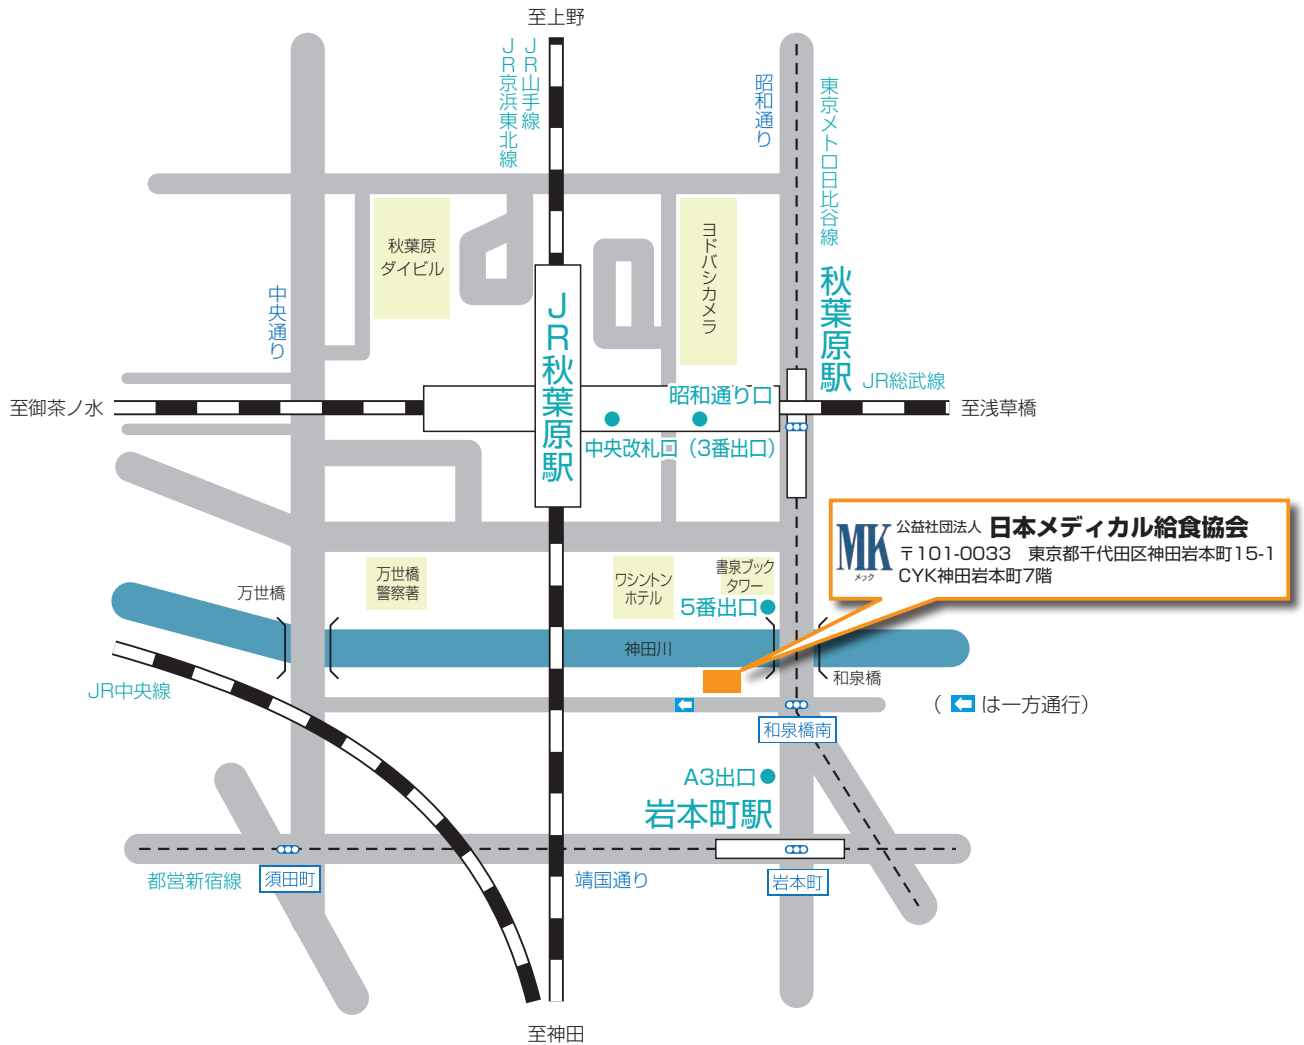 至上野
JR山手線
JR京浜東北線
昭和通り
東京メトロ日比谷線
秋葉原
ダイビル
ヨドバシカメラ
中央通り
JR秋葉原駅
秋葉原駅
JR総武線
至御茶ノ水
昭和通り口
至浅草橋
中央改札口
(3番出口)
MK
メック
公益社団法人 日本メディカル給食協会
〒101-0033 東京都千代田区神田岩本町15-1
CYK神田岩本町7階
万世橋
万世橋
警察署
ワシントン
ホテル
書泉ブック
タワー
5番出口
神田川
和泉橋
JR中央線
(は一方通行)
和泉橋南
A3出口
岩本町駅
都営新宿線
須田町
靖国通り
岩本町
至神田